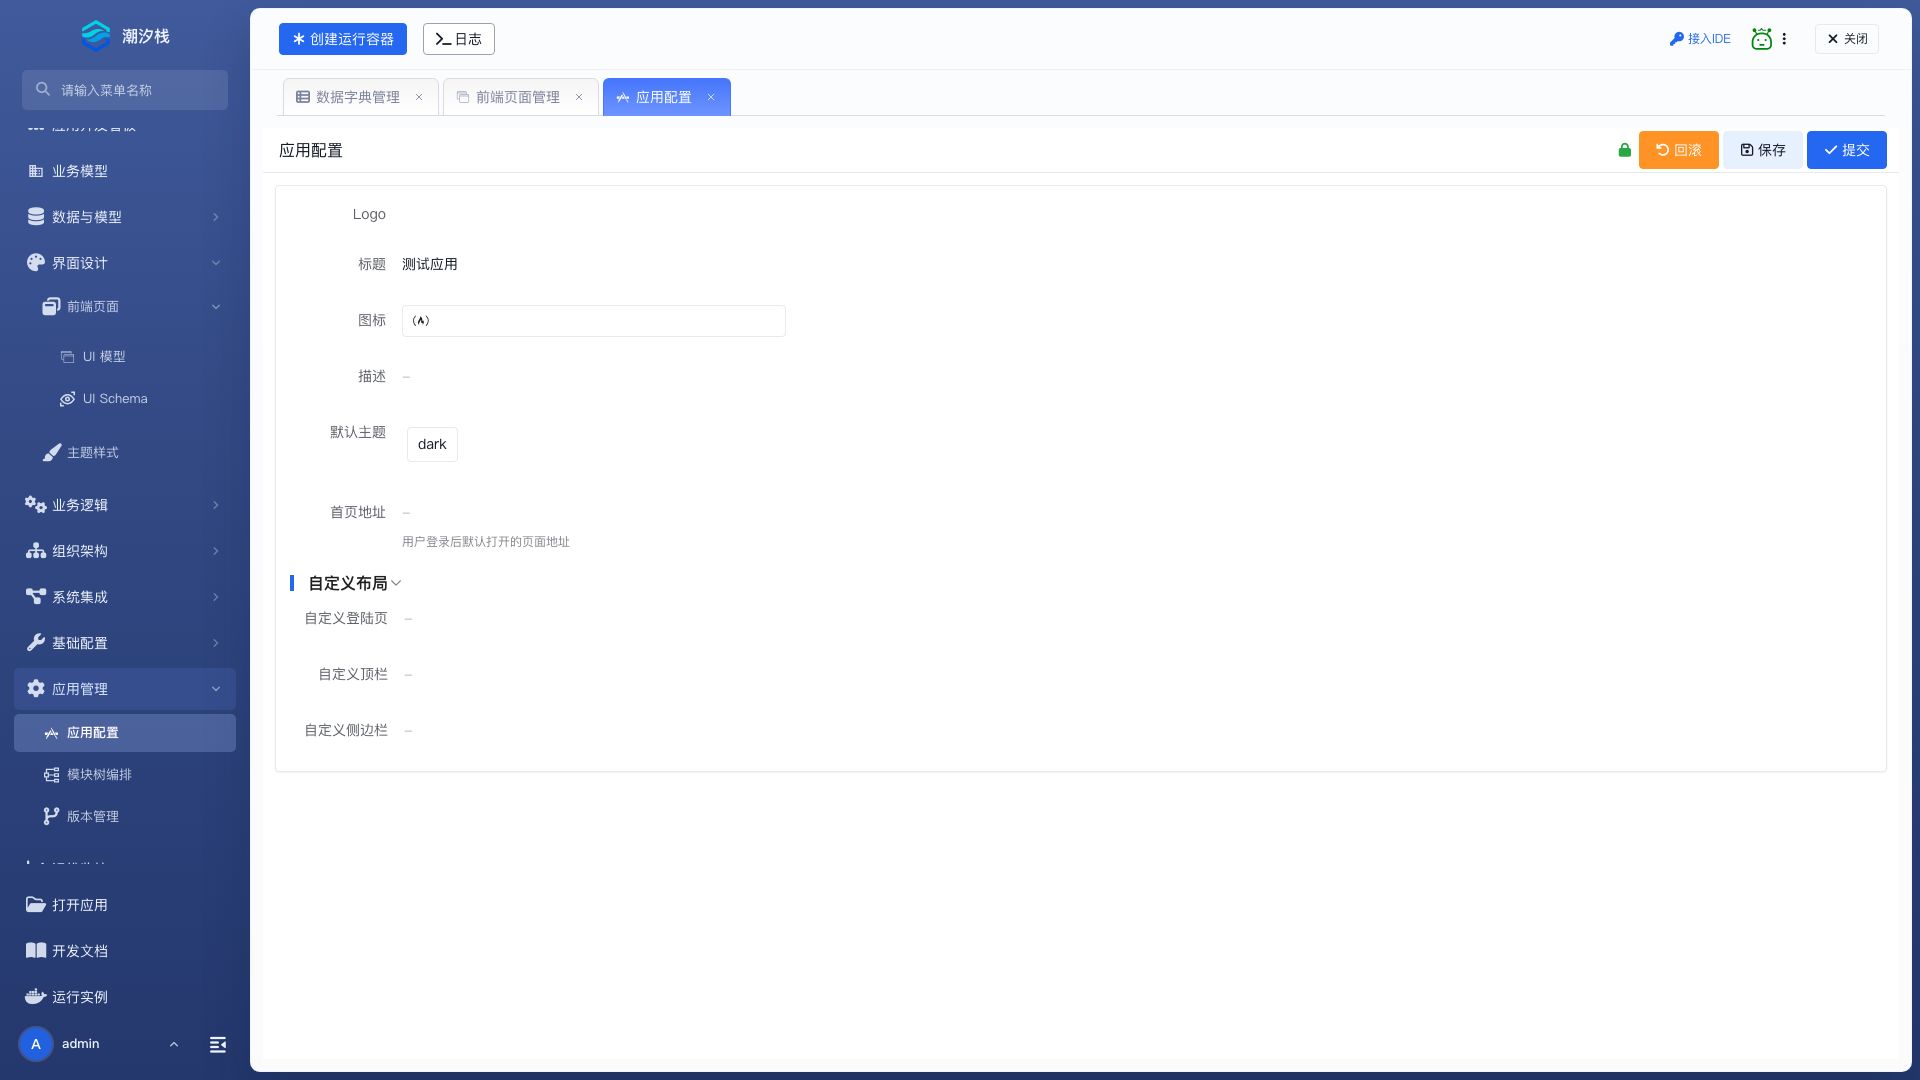 潮汐栈
请输入菜单名称
业务模型
数据与模型
界面设计
前端页面
UI 模型
UI Schema
主题样式
业务逻辑
组织架构
系统集成
基础配置
应用管理
应用配置
模块树编排
版本管理
打开应用
开发文档
运行实例
A admin
创建运行容器 日志 接入IDE 关闭
数据字典管理 前端页面管理 应用配置
应用配置 回滚 保存 提交
Logo
标题 测试应用
图标
描述 –
默认主题 dark
首页地址 –
用户登录后默认打开的页面地址
自定义布局
自定义登陆页 –
自定义顶栏 –
自定义侧边栏 –